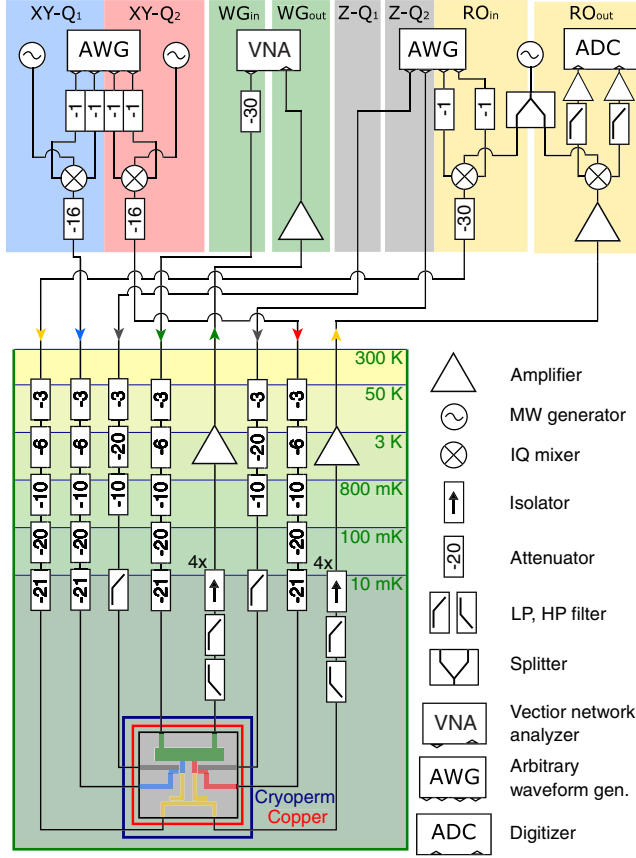 XY-Q1 XY-Q2 WGin WGout Z-Q1 Z-Q2 ROin ROout
AWG VNA AWG ADC
-1 -1 -1 -1 -30 -1 -1
-16 -16 -30
300 K
-3 -3 -3 -3 -3 -3 50 K
-6 -6 -20 -6 -20 -6 3 K
-10 -10 -10 -10 -10 -10 800 mK
-20 -20 -20 -20 100 mK
4x 4x
-21 -21 -21 -21 10 mK
Cryoperm
Copper
Amplifier
MW generator
IQ mixer
Isolator
-20 Attenuator
LP, HP filter
Splitter
VNA Vectior network
analyzer
AWG Arbitrary
waveform gen.
ADC Digitizer